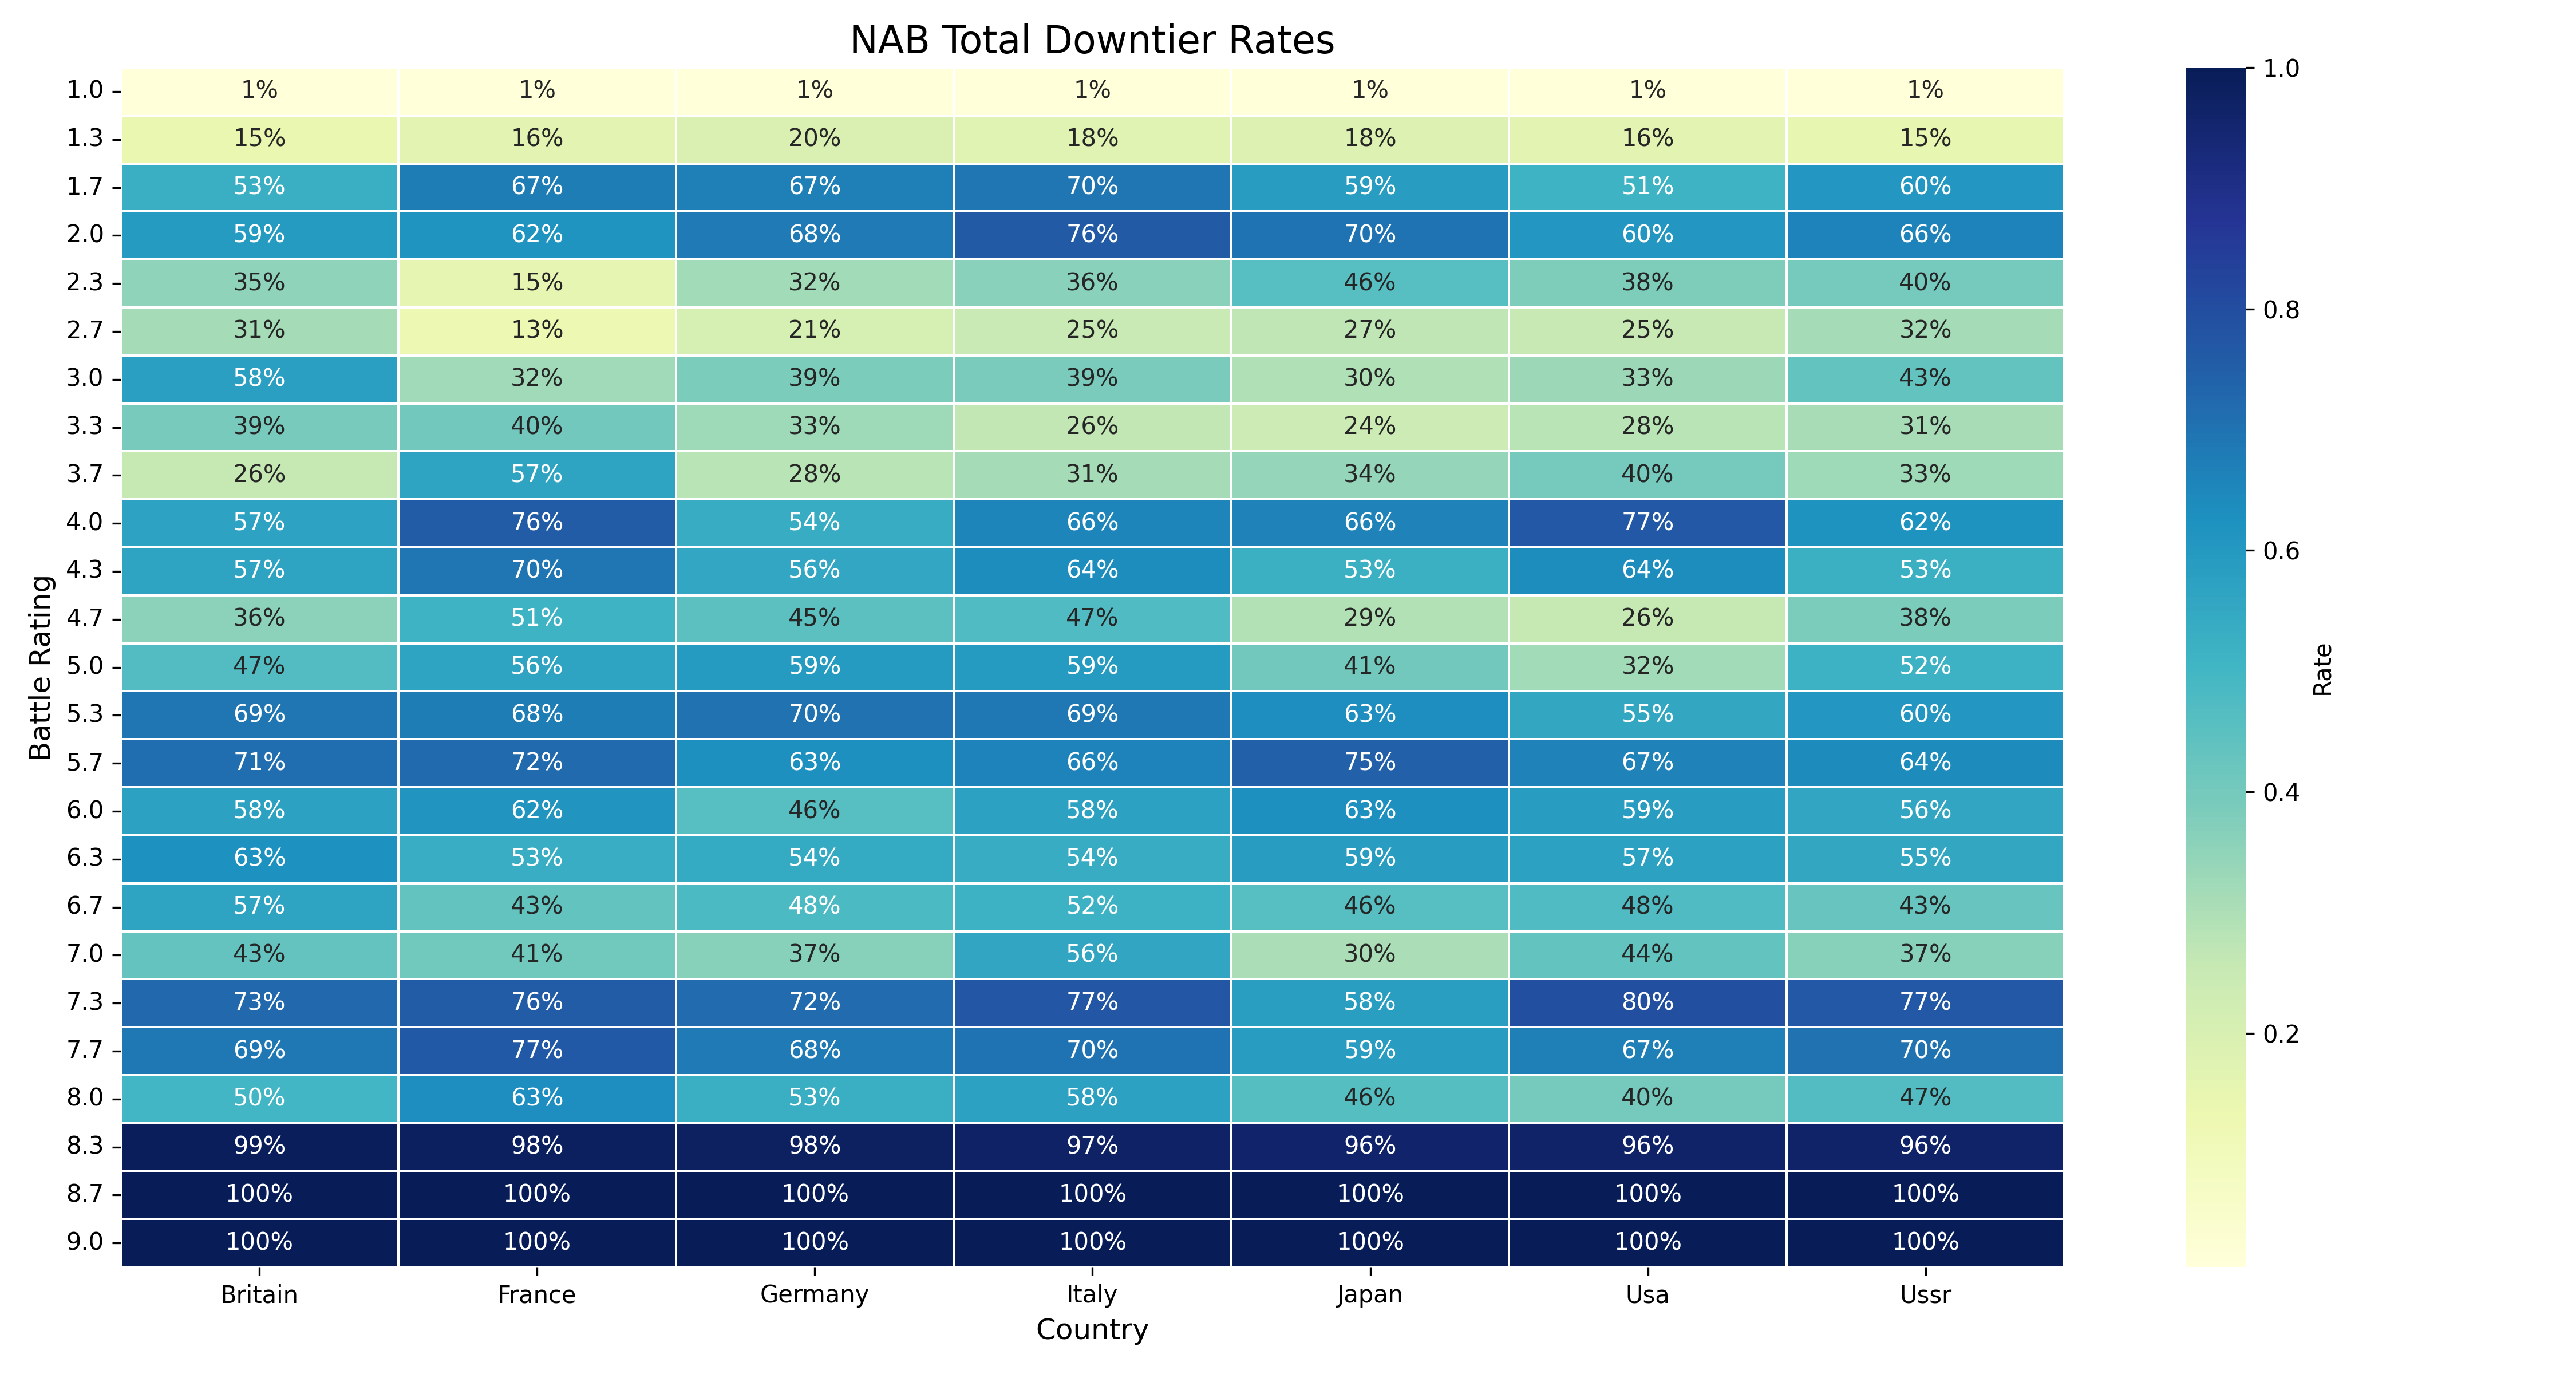 NAB Total Downtier Rates
1.0 1% 1% 1% 1% 1% 1% 1%
1.3 15% 16% 20% 18% 18% 16% 15%
1.7 53% 67% 67% 70% 59% 51% 60%
2.0 59% 62% 68% 76% 70% 60% 66%
2.3 35% 15% 32% 36% 46% 38% 40%
2.7 31% 13% 21% 25% 27% 25% 32%
3.0 58% 32% 39% 39% 30% 33% 43%
3.3 39% 40% 33% 26% 24% 28% 31%
3.7 26% 57% 28% 31% 34% 40% 33%
4.0 57% 76% 54% 66% 66% 77% 62%
4.3 57% 70% 56% 64% 53% 64% 53%
4.7 36% 51% 45% 47% 29% 26% 38%
5.0 47% 56% 59% 59% 41% 32% 52%
5.3 69% 68% 70% 69% 63% 55% 60%
5.7 71% 72% 63% 66% 75% 67% 64%
6.0 58% 62% 46% 58% 63% 59% 56%
6.3 63% 53% 54% 54% 59% 57% 55%
6.7 57% 43% 48% 52% 46% 48% 43%
7.0 43% 41% 37% 56% 30% 44% 37%
7.3 73% 76% 72% 77% 58% 80% 77%
7.7 69% 77% 68% 70% 59% 67% 70%
8.0 50% 63% 53% 58% 46% 40% 47%
8.3 99% 98% 98% 97% 96% 96% 96%
8.7 100% 100% 100% 100% 100% 100% 100%
9.0 100% 100% 100% 100% 100% 100% 100%
Britain France Germany Italy Japan Usa Ussr
Country
Battle Rating
1.0
0.8
0.6
0.4
0.2
Rate